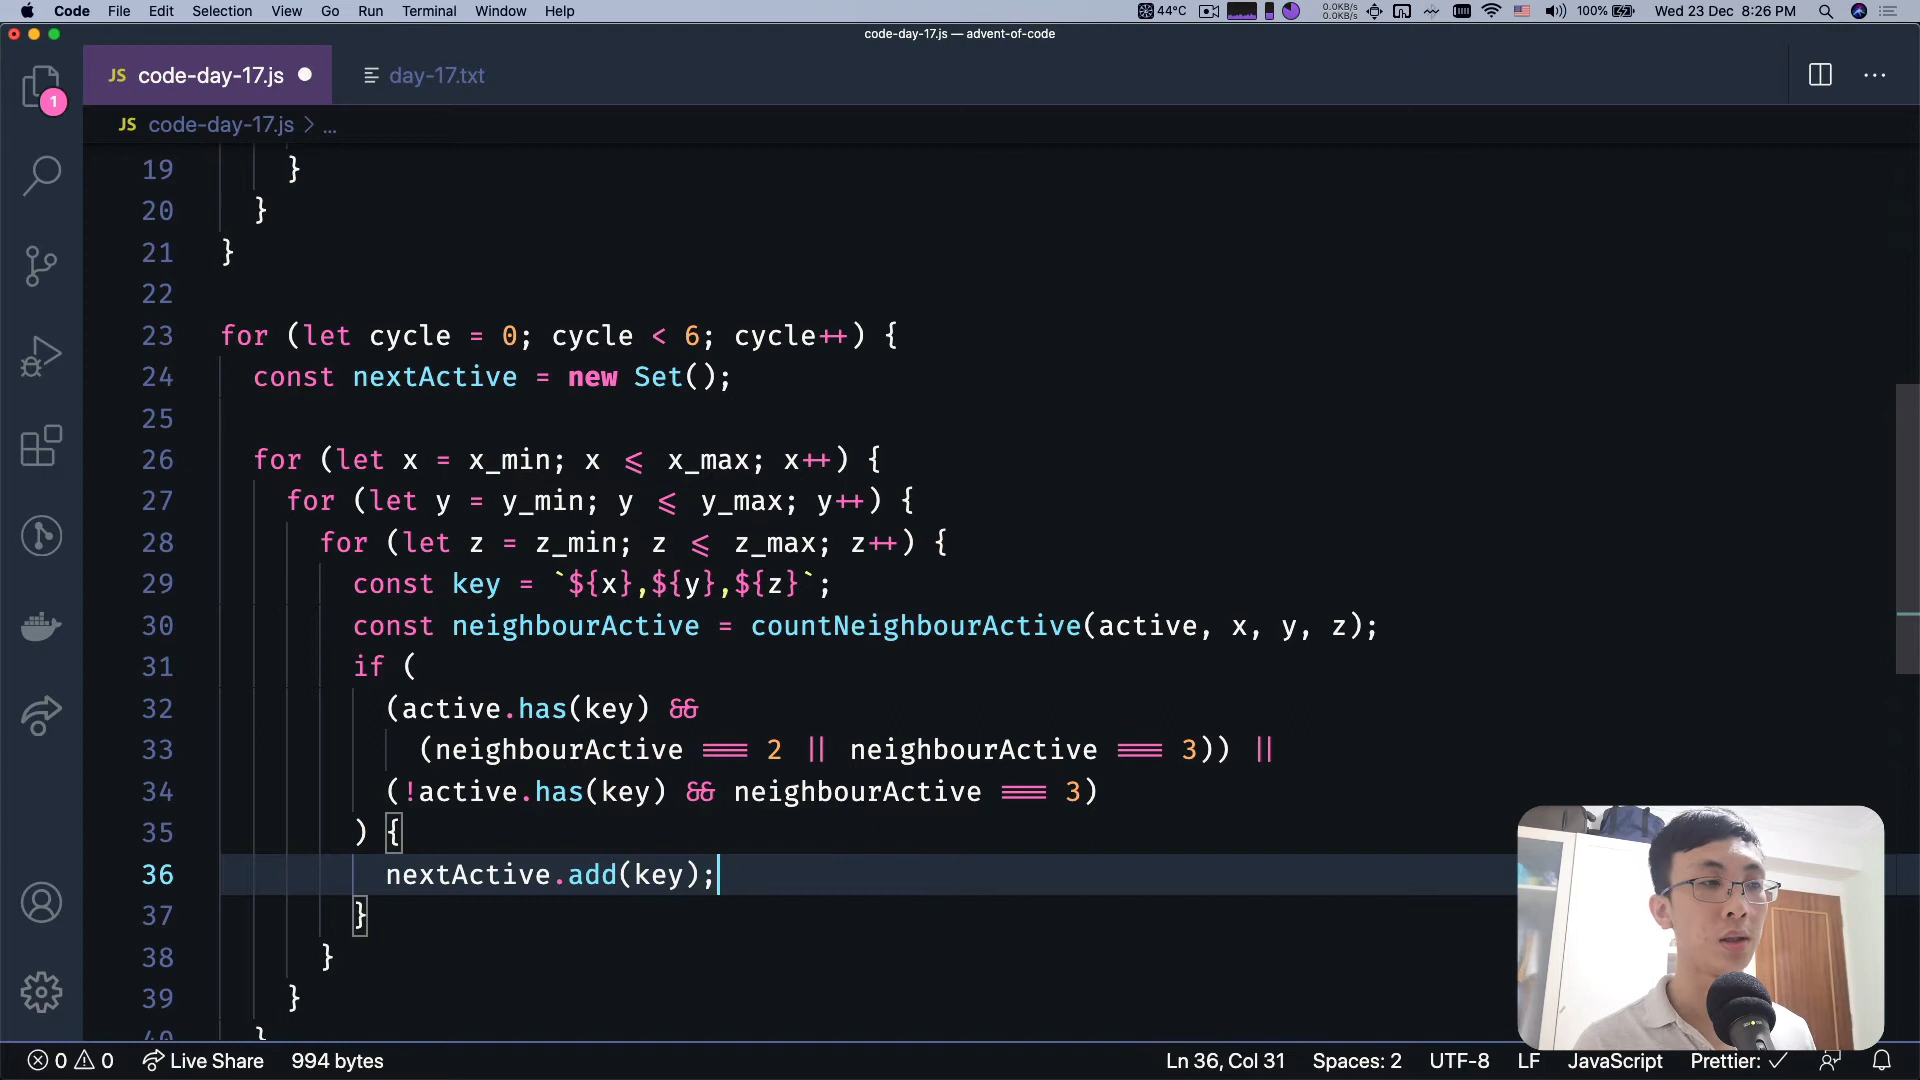 Code File Edit Selection View Go Run Terminal Window Help 44°C 0.0KB/s 0.0KB/s 100% Wed 23 Dec 8:26 PM
code-day-17.js — advent-of-code
JS code-day-17.js day-17.txt
1
JS code-day-17.js > ...
19 }
20 }
21 }
22
23 for (let cycle = 0; cycle < 6; cycle++) {
24 const nextActive = new Set();
25
26 for (let x = x_min; x <= x_max; x++) {
27 for (let y = y_min; y <= y_max; y++) {
28 for (let z = z_min; z <= z_max; z++) {
29 const key = `${x},${y},${z}`;
30 const neighbourActive = countNeighbourActive(active, x, y, z);
31 if (
32 (active.has(key) &&
33 (neighbourActive === 2 || neighbourActive === 3)) ||
34 (!active.has(key) && neighbourActive === 3)
35 ) {
36 nextActive.add(key);
37 }
38 }
39 }
40 }
0 0 Live Share 994 bytes Ln 36, Col 31 Spaces: 2 UTF-8 LF JavaScript Prettier: ✓